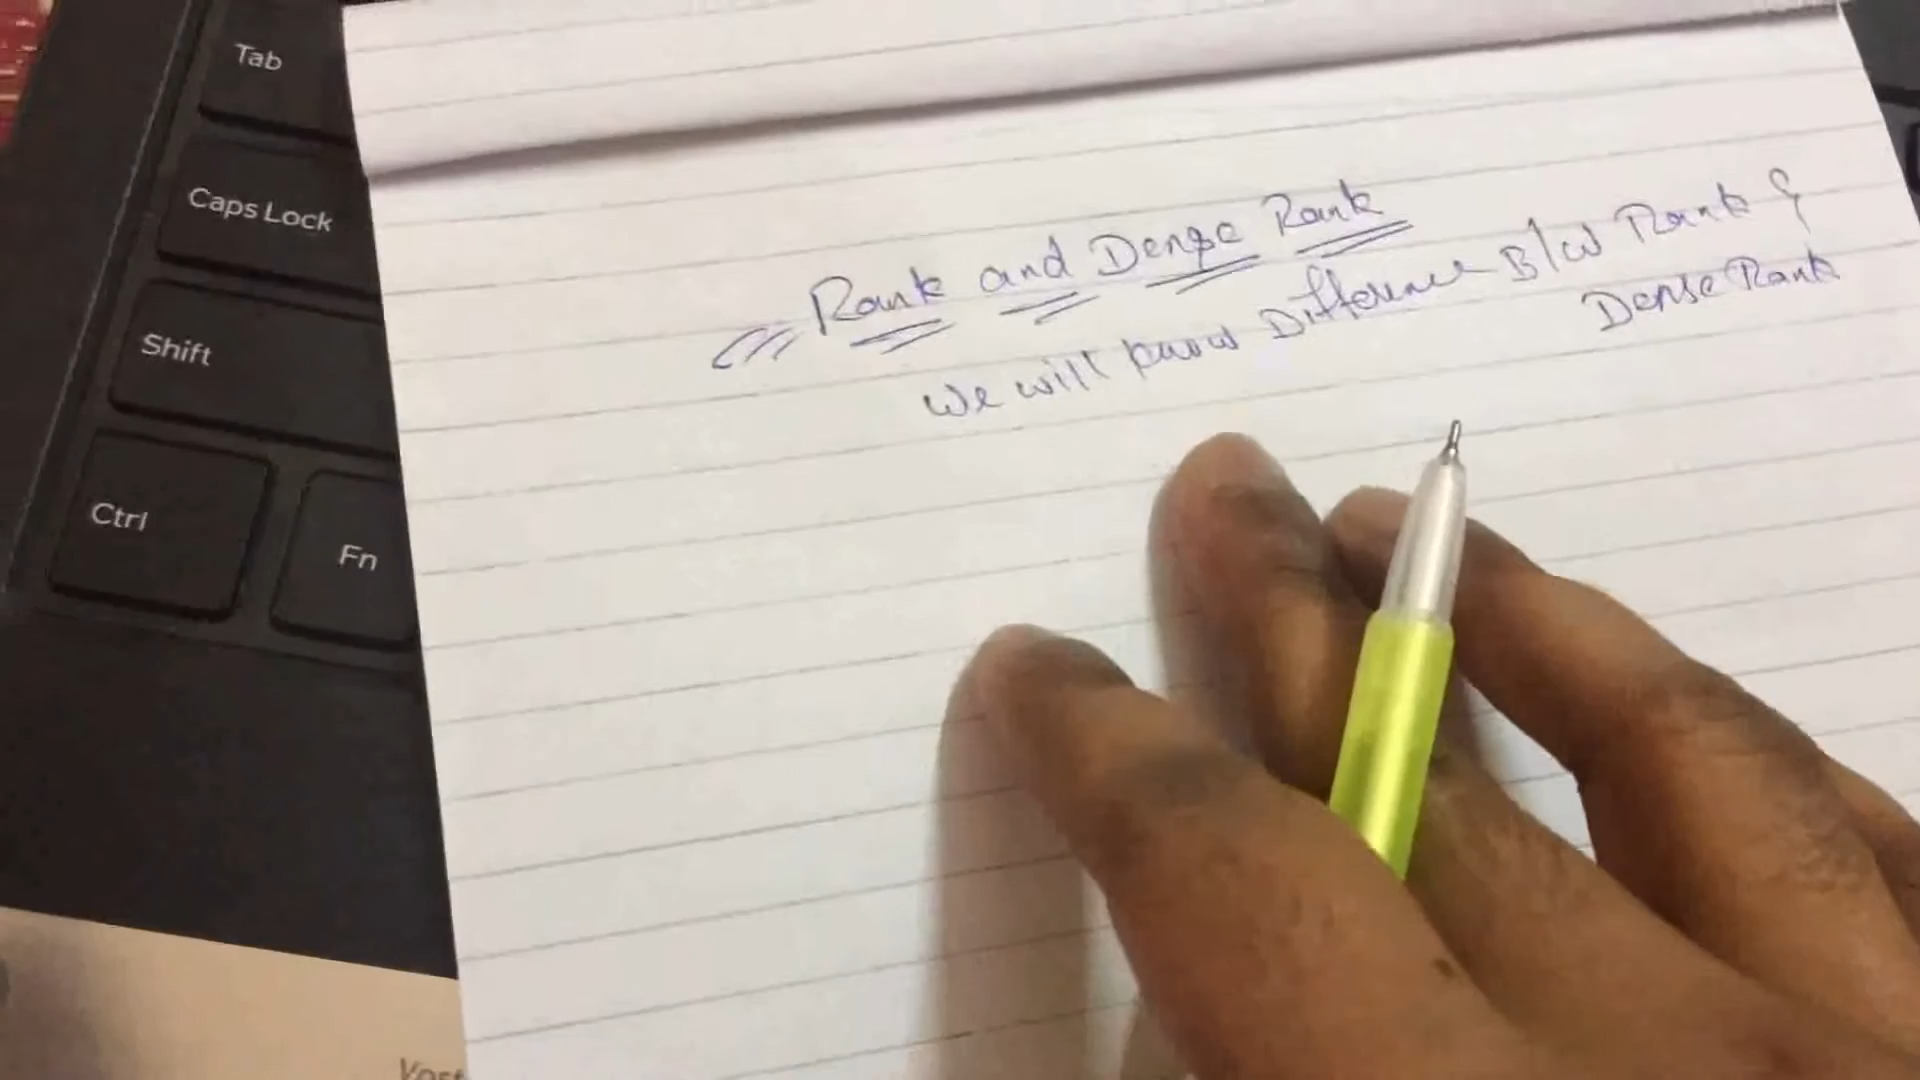 Tab
Caps Lock
Shift
Ctrl
Fn
Rank and Dense Rank
We will know Difference B/w Rank &
Dense Rank